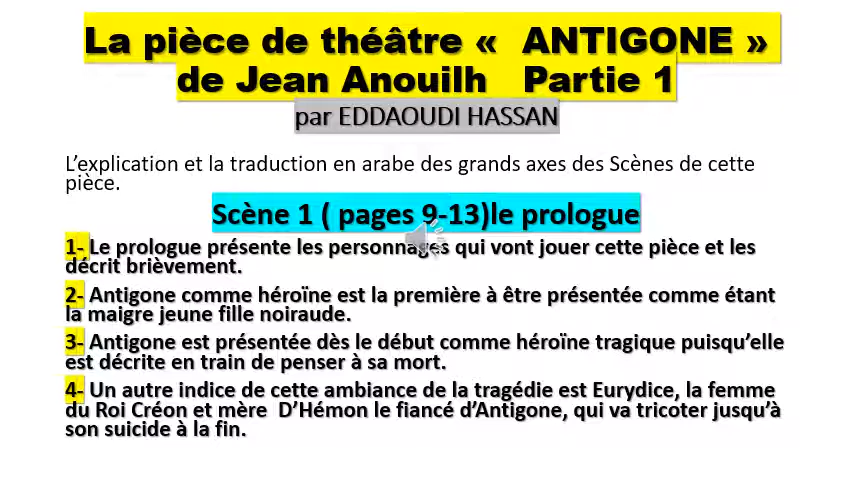 La pièce de théâtre «  ANTIGONE »
de Jean Anouilh   Partie 1
par EDDAOUDI HASSAN
L’explication et la traduction en arabe des grands axes des Scènes de cette
pièce.
Scène 1 ( pages 9-13)le prologue
1- Le prologue présente les personnages qui vont jouer cette pièce et les
décrit brièvement.
2- Antigone comme héroïne est la première à être présentée comme étant
la maigre jeune fille noiraude.
3- Antigone est présentée dès le début comme héroïne tragique puisqu’elle
est décrite en train de penser à sa mort.
4- Un autre indice de cette ambiance de la tragédie est Eurydice, la femme
du Roi Créon et mère  D’Hémon le fiancé d’Antigone, qui va tricoter jusqu’à
son suicide à la fin.